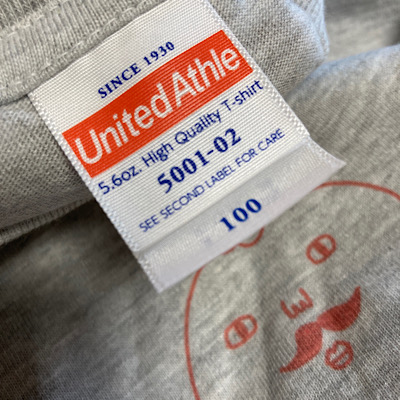 SINCE 1930
United Athle
5.6oz. High Quality T-shirt
5001-02
SEE SECOND LABEL FOR CARE
100